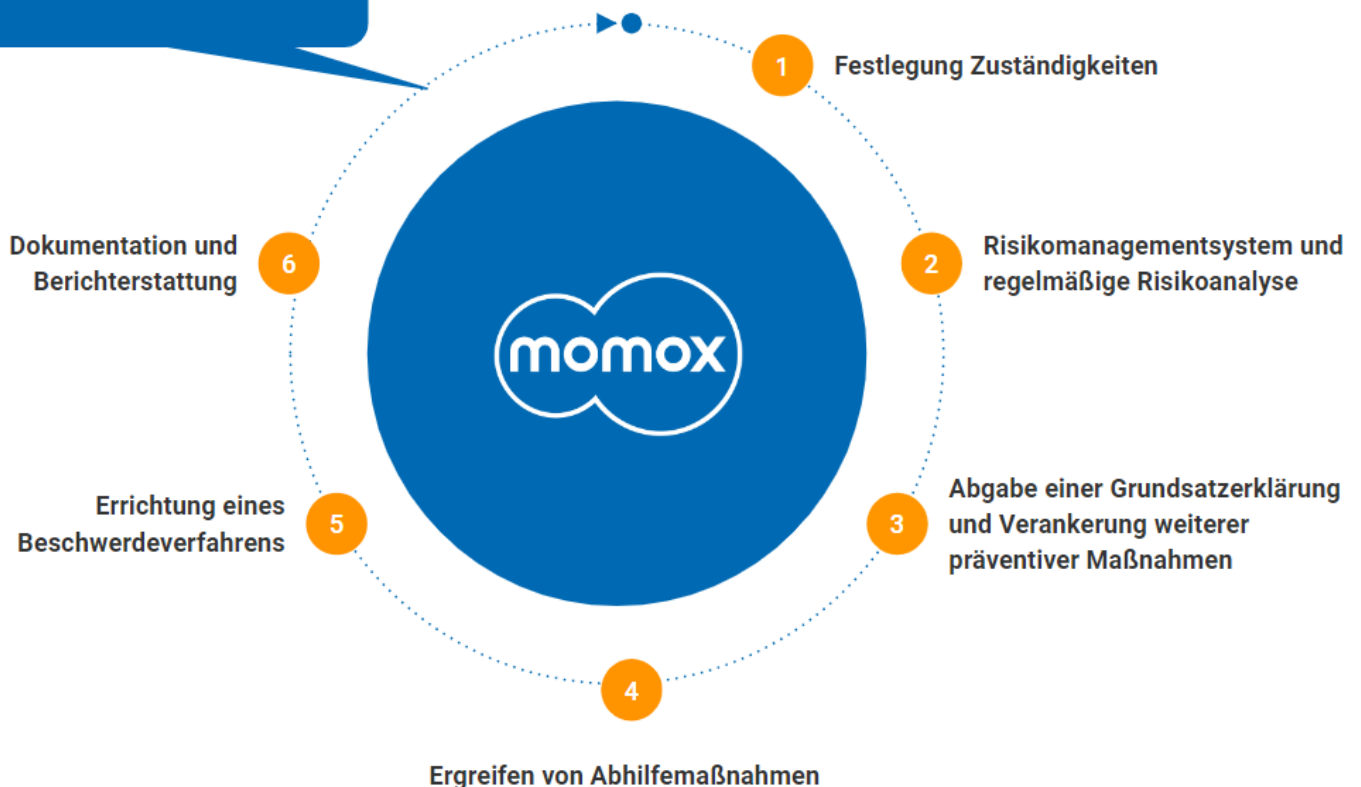 1
Festlegung Zuständigkeiten
2
Risikomanagementsystem und
regelmäßige Risikoanalyse
3
Abgabe einer Grundsatzerklärung
und Verankerung weiterer
präventiver Maßnahmen
4
Ergreifen von Abhilfemaßnahmen
5
Errichtung eines
Beschwerdeverfahrens
6
Dokumentation und
Berichterstattung
momox